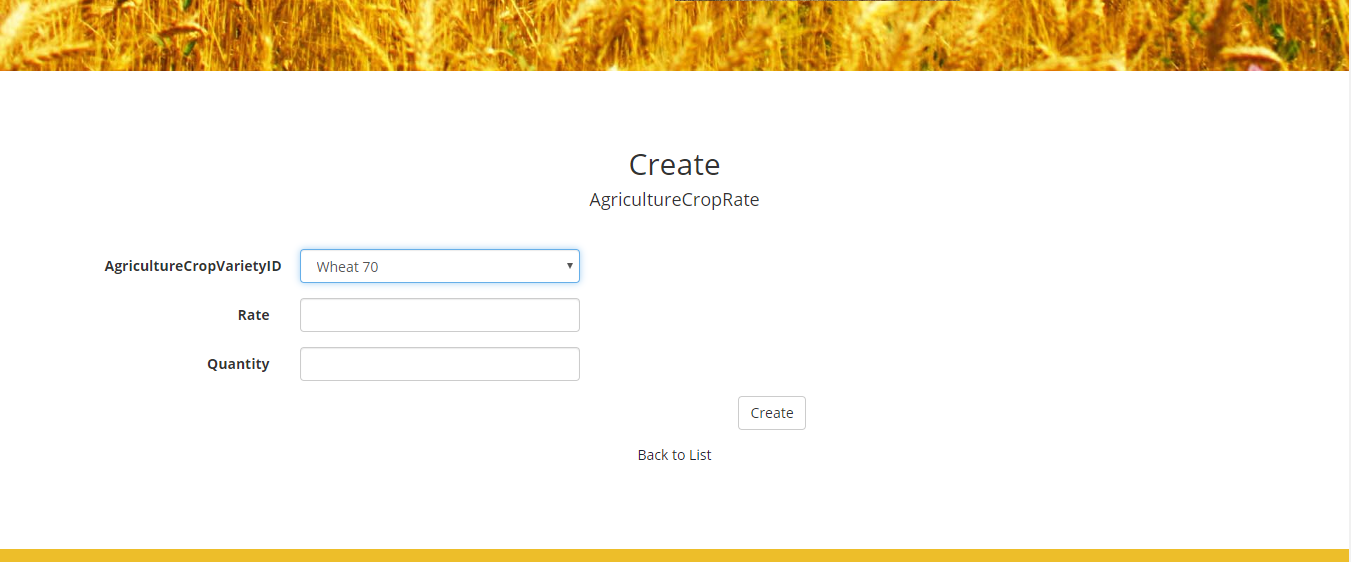 Create
AgricultureCropRate
AgricultureCropVarietyID Wheat 70
Rate
Quantity
Create
Back to List